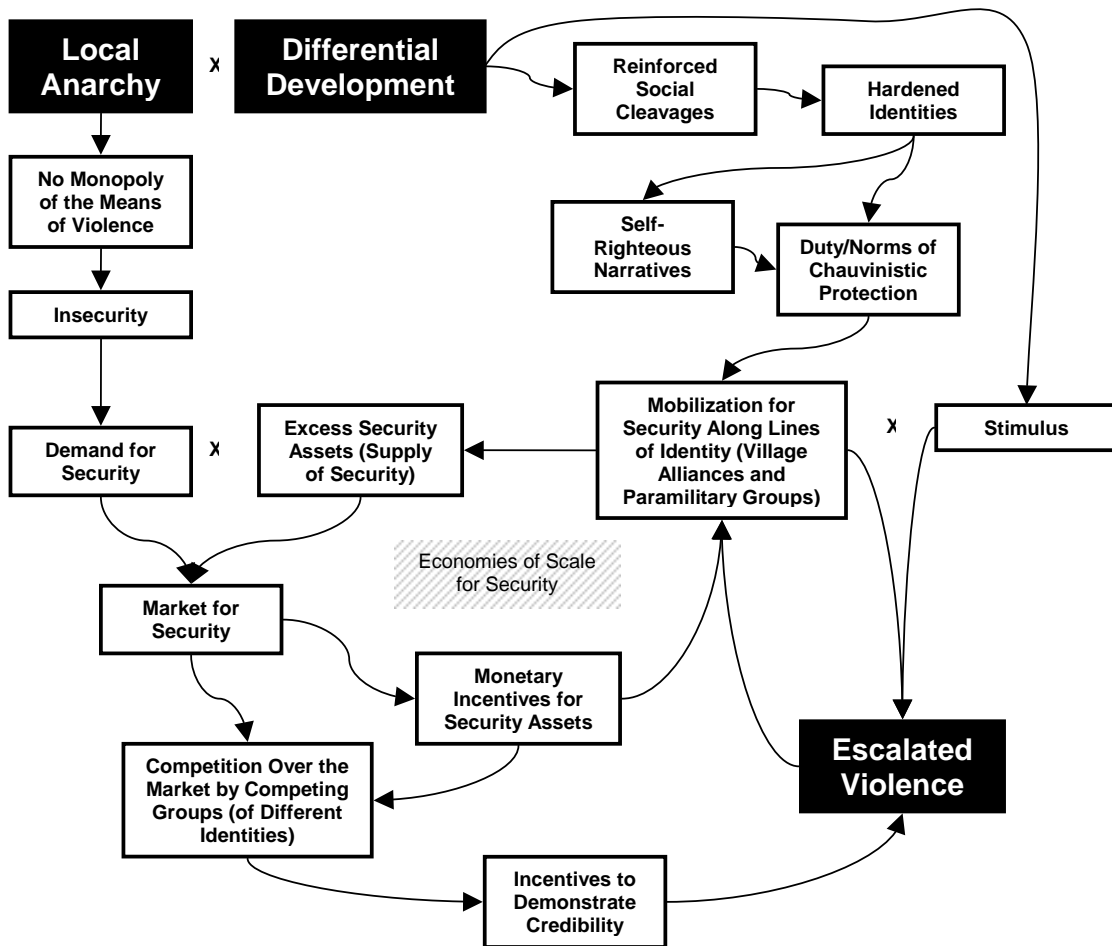 Local
Anarchy
x
Differential
Development
Reinforced
Social
Cleavages
Hardened
Identities
No Monopoly
of the Means
of Violence
Self-
Righteous
Narratives
Duty/Norms of
Chauvinistic
Protection
Insecurity
Demand for
Security
x
Excess Security
Assets (Supply
of Security)
Mobilization for
Security Along Lines
of Identity (Village
Alliances and
Paramilitary Groups)
x
Stimulus
Economies of Scale
for Security
Market for
Security
Monetary
Incentives for
Security Assets
Competition Over the
Market by Competing
Groups (of Different
Identities)
Escalated
Violence
Incentives to
Demonstrate
Credibility